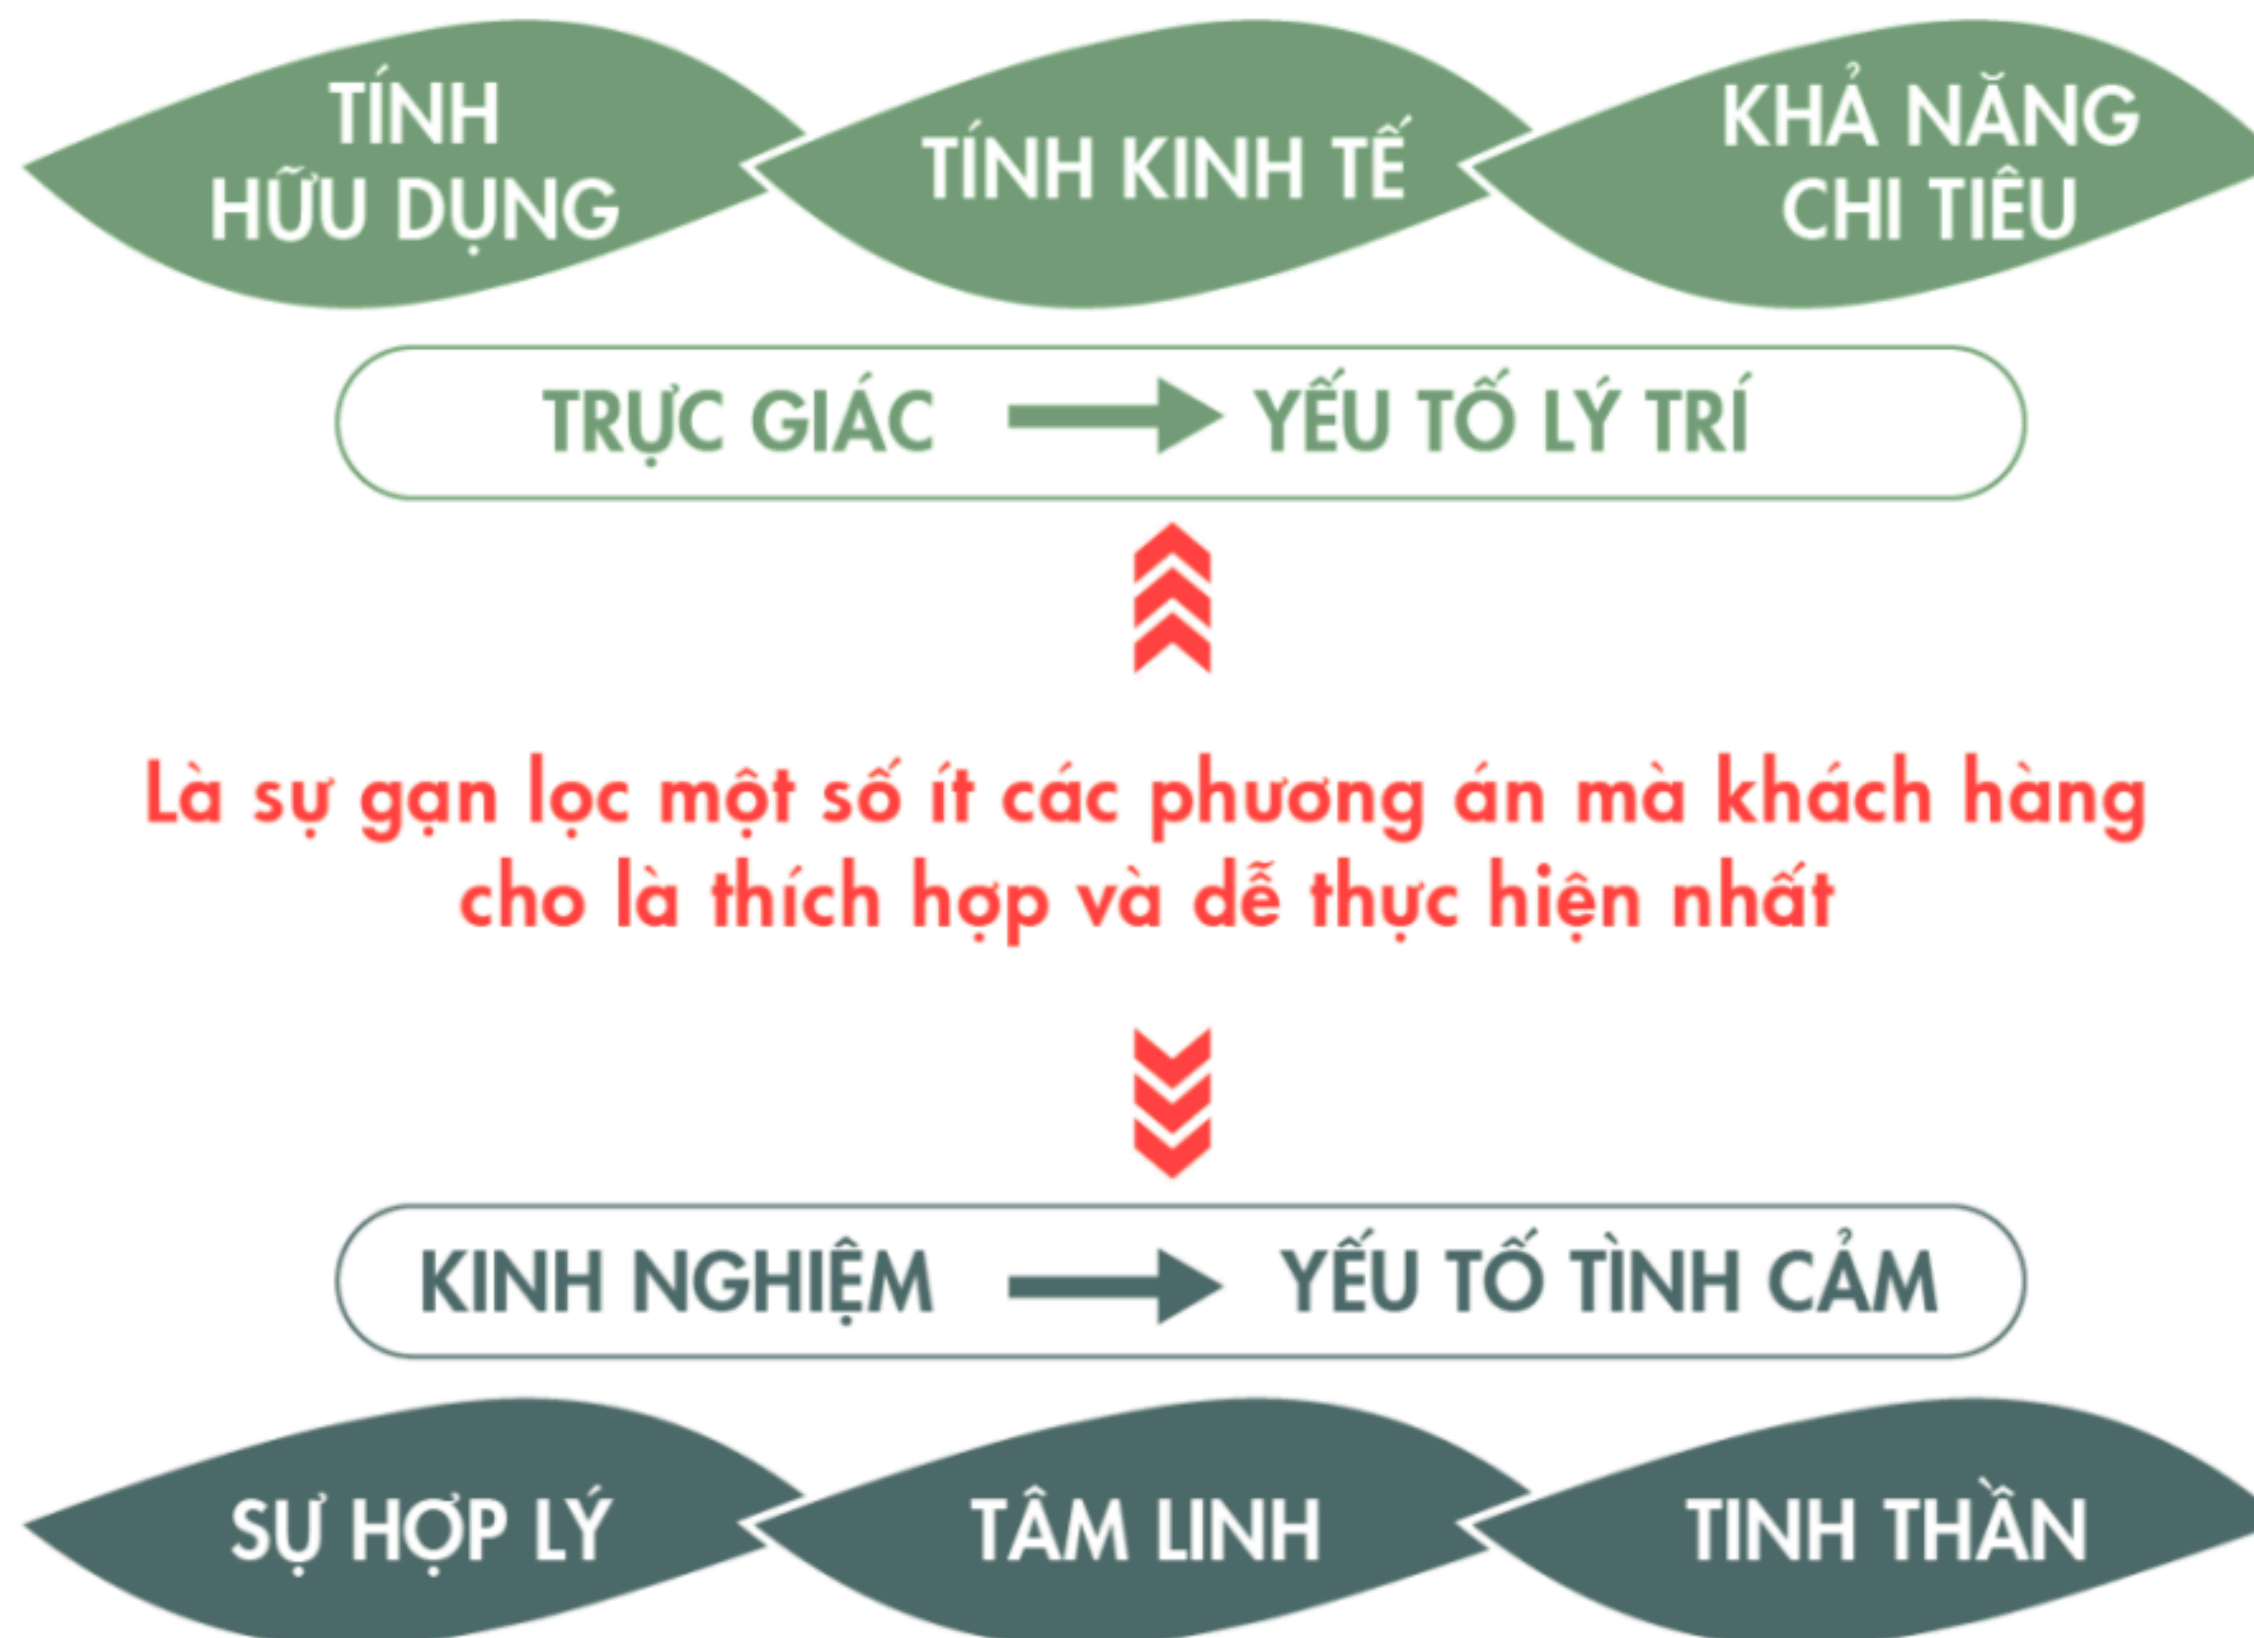 TÍNH
HỮU DỤNG
TÍNH KINH TẾ
KHẢ NĂNG
CHI TIÊU
TRỰC GIÁC YẾU TỐ LÝ TRÍ
Là sự gạn lọc một số ít các phương án mà khách hàng
cho là thích hợp và dễ thực hiện nhất
KINH NGHIỆM YẾU TỐ TÌNH CẢM
SỰ HỢP LÝ
TÂM LINH
TINH THẦN